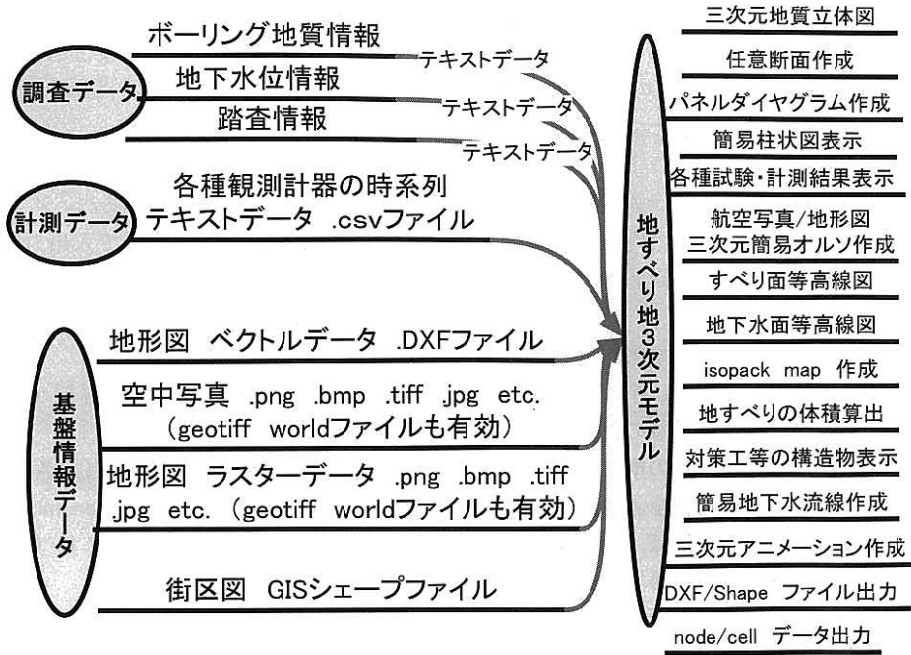 調査データ
ボーリング地質情報
テキストデータ
地下水位情報
テキストデータ
踏査情報
テキストデータ
計測データ
各種観測計器の時系列
テキストデータ .csvファイル
基盤情報データ
地形図 ベクトルデータ .DXFファイル
空中写真 .png .bmp .tiff .jpg etc.
(geotiff worldファイルも有効)
地形図 ラスターデータ .png .bmp .tiff
.jpg etc. (geotiff worldファイルも有効)
街区図 GISシェープファイル
地すべり地3次元モデル
三次元地質立体図
任意断面作成
パネルダイヤグラム作成
簡易柱状図表示
各種試験・計測結果表示
航空写真/地形図
三次元簡易オルソ作成
すべり面等高線図
地下水面等高線図
isopack map 作成
地すべりの体積算出
対策工等の構造物表示
簡易地下水流線作成
三次元アニメーション作成
DXF/Shape ファイル出力
node/cell データ出力